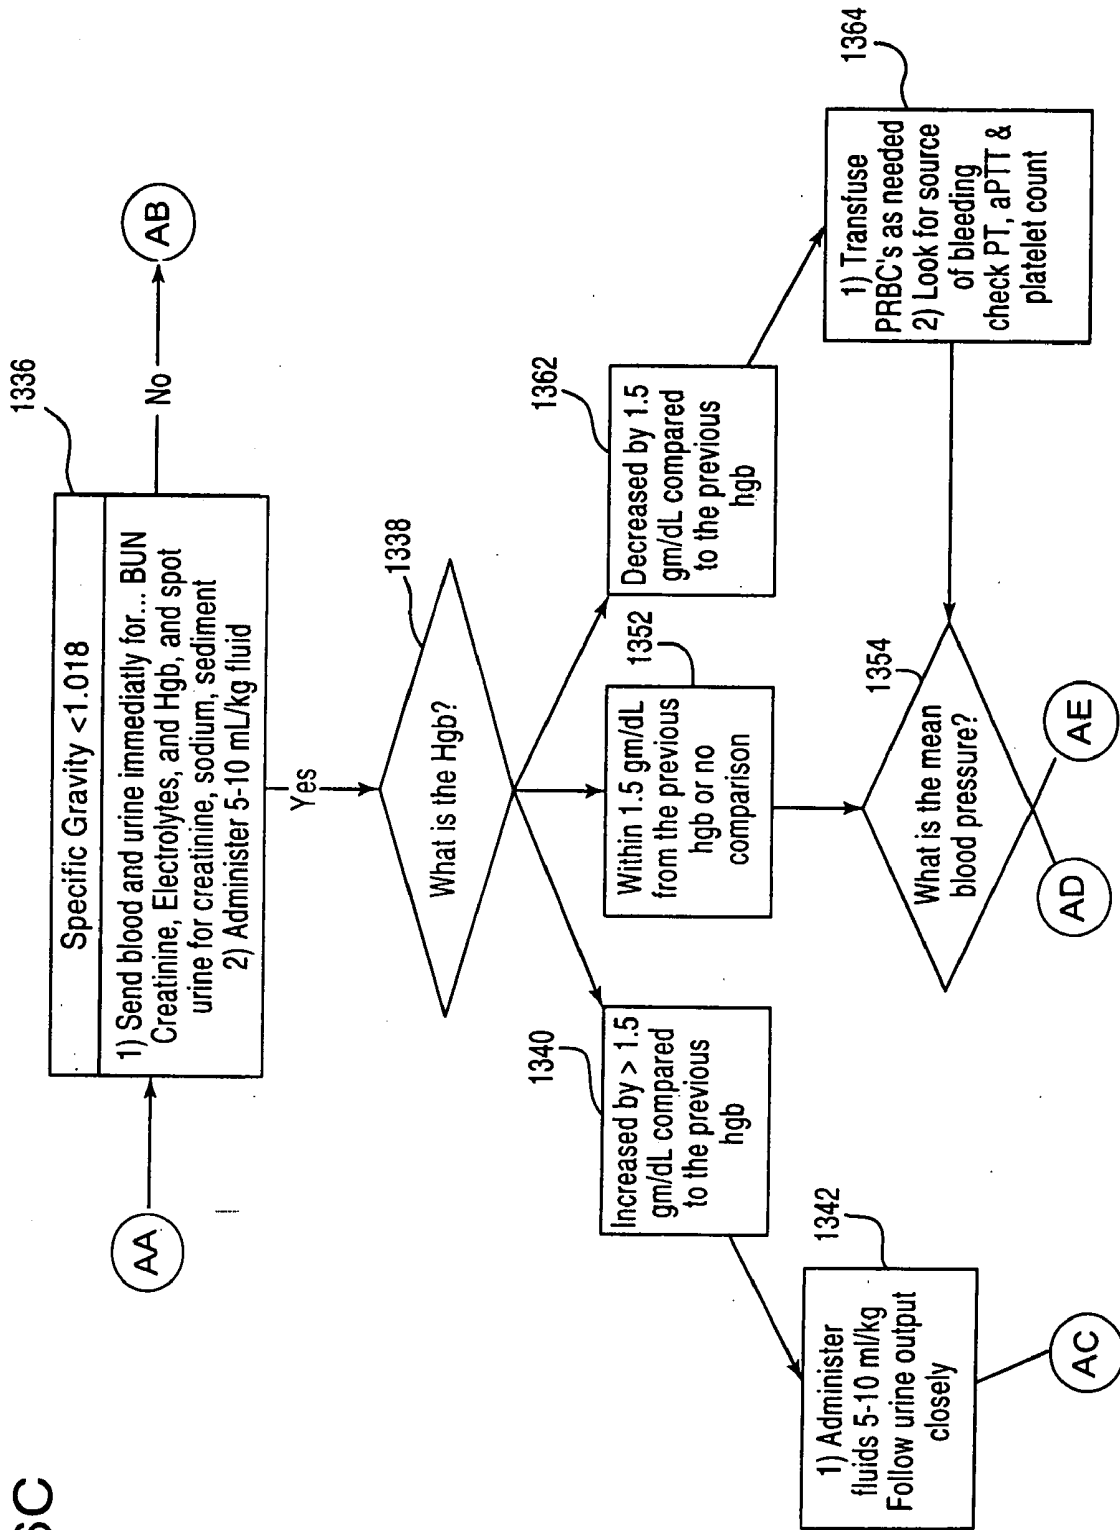 6C
AA
1336
Specific Gravity <1.018
1) Send blood and urine immediatly for... BUN
Creatinine, Electrolytes, and Hgb, and spot
urine for creatinine, sodum, sediment
2) Administer 5-10 mL/kg fluid
No
AB
Yes
1338
What is the Hgb?
1340
Increased by > 1.5
gm/dL compared
to the previous
hgb
1352
Within 1.5 gm/dL
from the previous
hgb or no
comparison
1362
Decreased by 1.5
gm/dL compared
to the previous
hgb
1342
1) Administer
fluids 5-10 ml/kg
Follow urine output
closely
AC
1354
What is the mean
blood pressure?
AD
AE
1364
1) Transfuse
PRBC's as needed
2) Look for source
of bleeding
check PT, aPTT &
platelet count